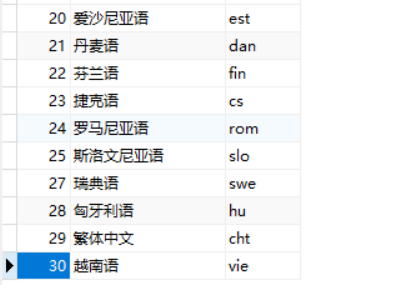 20 爱沙尼亚语 est
21 丹麦语 dan
22 芬兰语 fin
23 捷克语 cs
24 罗马尼亚语 rom
25 斯洛文尼亚语 slo
27 瑞典语 swe
28 匈牙利语 hu
29 繁体中文 cht
30 越南语 vie